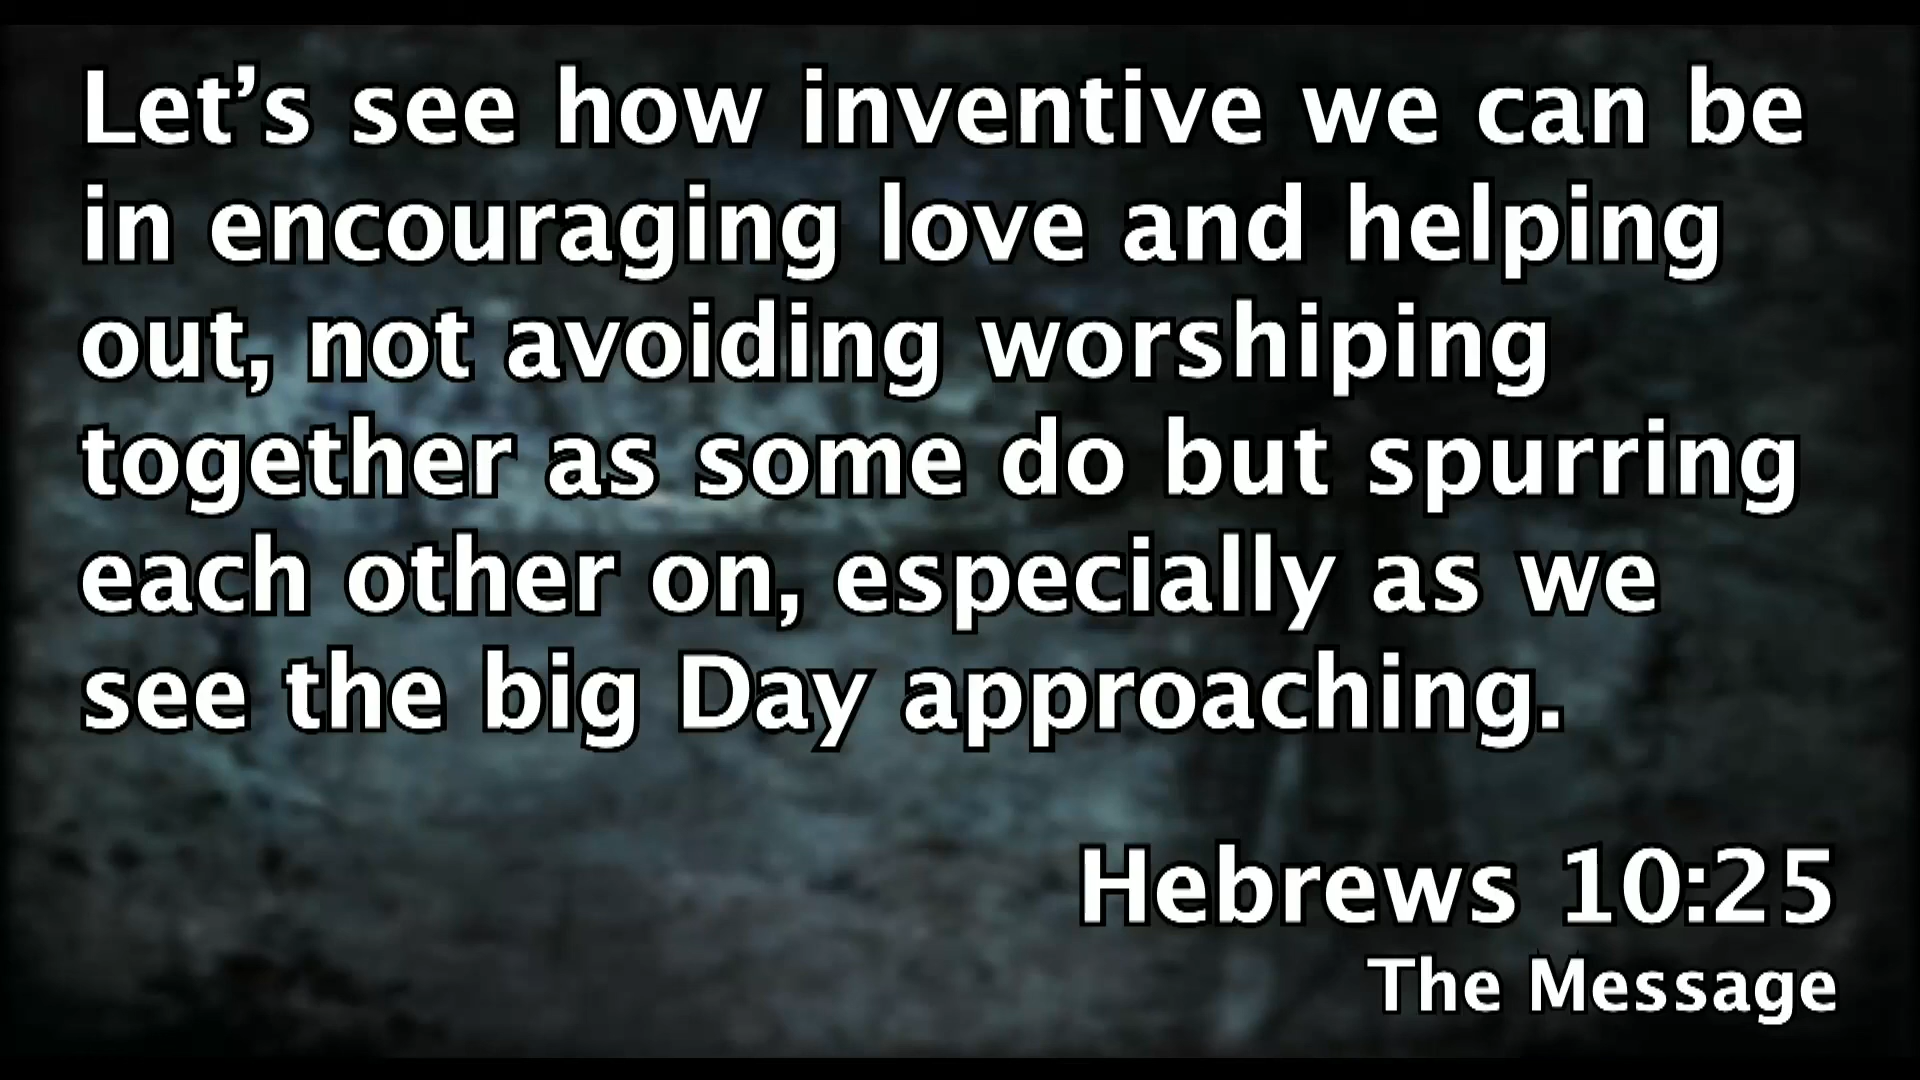 Let’s see how inventive we can be
in encouraging love and helping
out, not avoiding worshiping
together as some do but spurring
each other on, especially as we
see the big Day approaching.
Hebrews 10:25
The Message